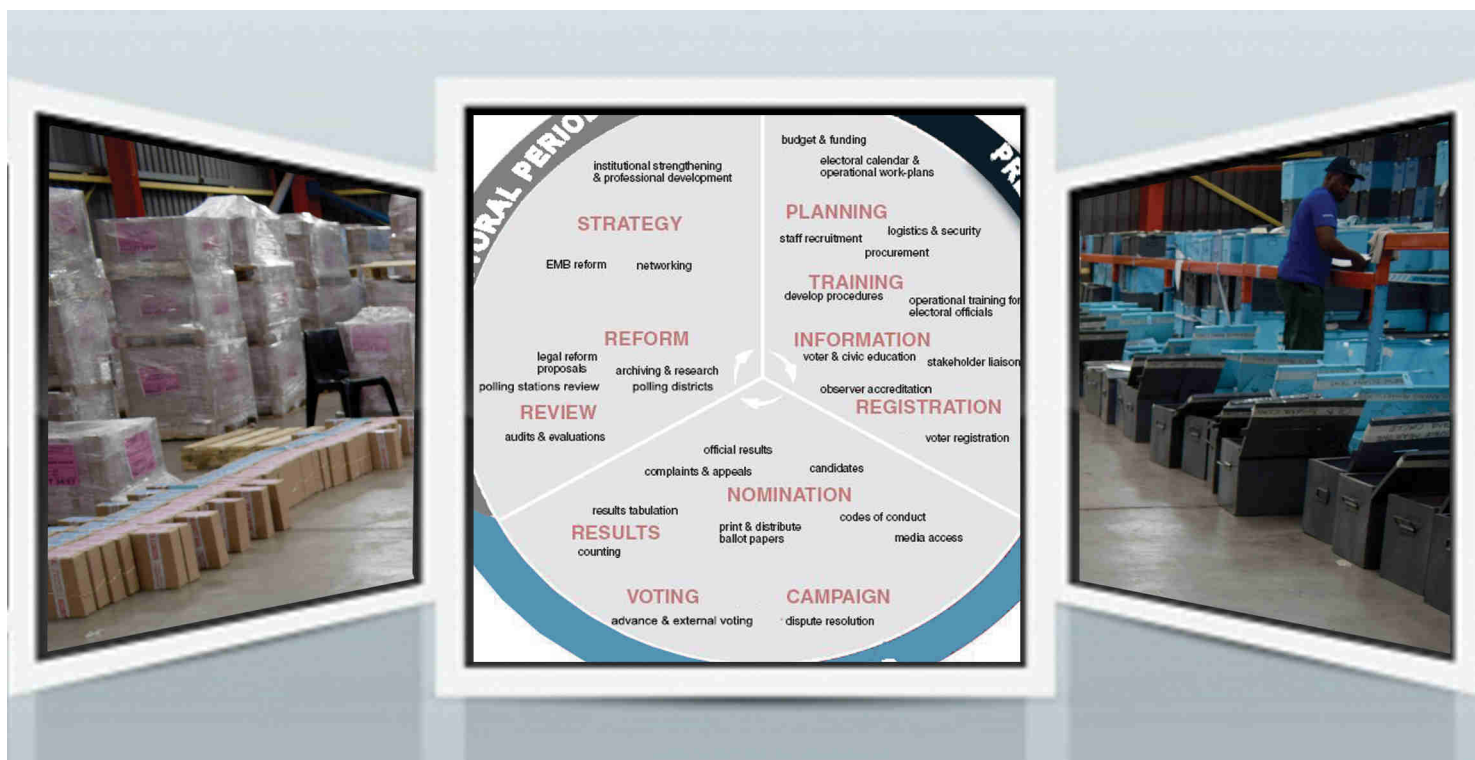 ORAL PERIO
PRE
institutional strengthening
& professional development
STRATEGY
EMB reform
networking
REFORM
legal reform
proposals
archiving & research
polling stations review
polling districts
REVIEW
audits & evaluations
budget & funding
electoral calendar &
operational work-plans
PLANNING
logistics & security
staff recruitment
procurement
TRAINING
develop procedures
operational training for
electoral officials
INFORMATION
voter & civic education
stakeholder liaison
observer accreditation
REGISTRATION
voter registration
official results
complaints & appeals
candidates
NOMINATION
results tabulation
codes of conduct
RESULTS
print & distribute
ballot papers
media access
counting
VOTING
CAMPAIGN
advance & external voting
dispute resolution